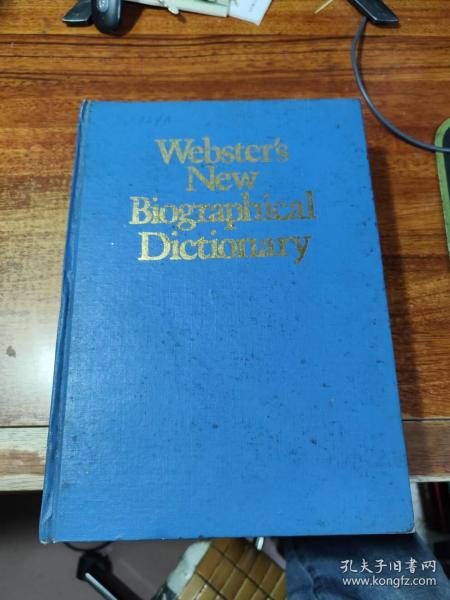 Webster's
New
Biographical
Dictionary
孔夫子旧书网
www.kongfz.com